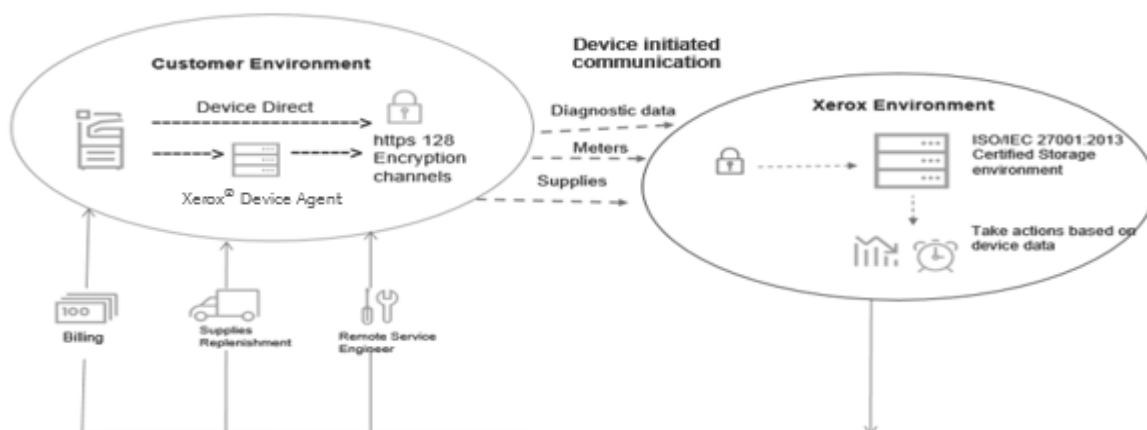 Device initiated
communication
Customer Environment
Device Direct
https 128
Encryption
channels
Xerox® Device Agent
Diagnostic data
Meters
Supplies
Xerox Environment
ISO/IEC 27001:2013
Certified Storage
environment
Take actions based on
device data
100
Billing
Supplies
Replenishment
Remote Service
Engineer